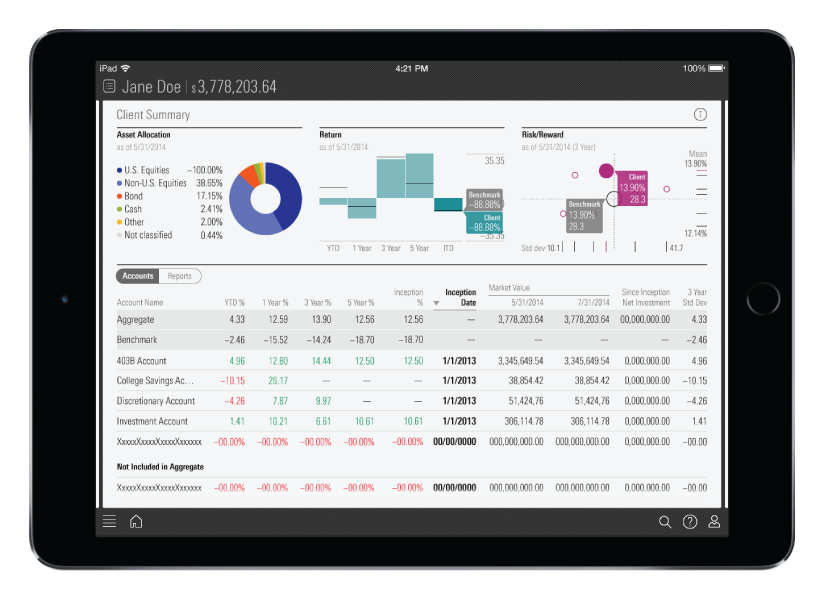 iPad 4:21 PM 100%
Jane Doe | $3,778,203.64
Client Summary
Asset Allocation
as of 5/31/2014
U.S. Equities –100.00%
Non-U.S. Equities 38.65%
Bond 17.15%
Cash 2.41%
Other 2.00%
Not classified 0.44%
Return
as of 5/31/2014
35.35
Benchmark
–88.88%
Client
–88.88%
–35.35
YTD 1 Year 3 Year 5 Year ITD
Risk/Reward
as of 5/31/2014 (3 Year)
Mean
13.90%
Client
13.90%
28.3
Benchmark
13.90%
28.3
12.14%
Std dev 10.1 41.7
Accounts Reports
Account Name YTD % 1 Year % 3 Year % 5 Year % Inception % Inception Date Market Value 5/31/2014 7/31/2014 Since Inception Net Investment 3 Year Std Dev
Aggregate 4.33 12.59 13.90 12.56 12.56 — 3,778,203.64 3,778,203.64 00,000,000.00 4.33
Benchmark –2.46 –15.52 –14.24 –18.70 –18.70 — — — — –2.46
403B Account 4.96 12.80 14.44 12.50 12.50 1/1/2013 3,345,649.54 3,345,649.54 0,000,000.00 4.96
College Savings Ac... –10.15 26.17 — — — 1/1/2013 38,854.42 38,854.42 0,000,000.00 –10.15
Discretionary Account –4.26 7.87 9.97 — — 1/1/2013 51,424,76 51,424,76 0,000,000.00 –4.26
Investment Account 1.41 10.21 6.61 10.61 10.61 1/1/2013 306,114.78 306,114.78 0,000,000.00 1.41
XxxxxXxxxxXxxxxXxxxxxx –00.00% –00.00% –00.00% –00.00% –00.00% 00/00/0000 000,000,000.00 000,000,000.00 0,000,000.00 –00.00
Not Included in Aggregate
XxxxxXxxxxXxxxxXxxxxxx –00.00% –00.00% –00.00% –00.00% –00.00% 00/00/0000 000,000,000.00 000,000,000.00 0,000,000.00 –00.00